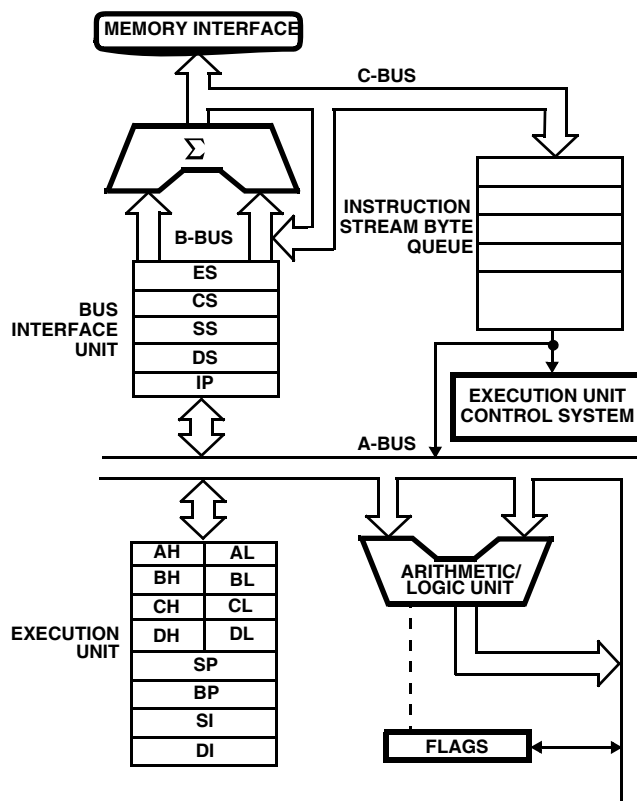 MEMORY INTERFACE
C-BUS
Σ
INSTRUCTION
STREAM BYTE
QUEUE
B-BUS
ES
CS
SS
DS
IP
BUS
INTERFACE
UNIT
EXECUTION UNIT
CONTROL SYSTEM
A-BUS
AH AL
BH BL
CH CL
DH DL
SP
BP
SI
DI
EXECUTION
UNIT
ARITHMETIC/
LOGIC UNIT
FLAGS